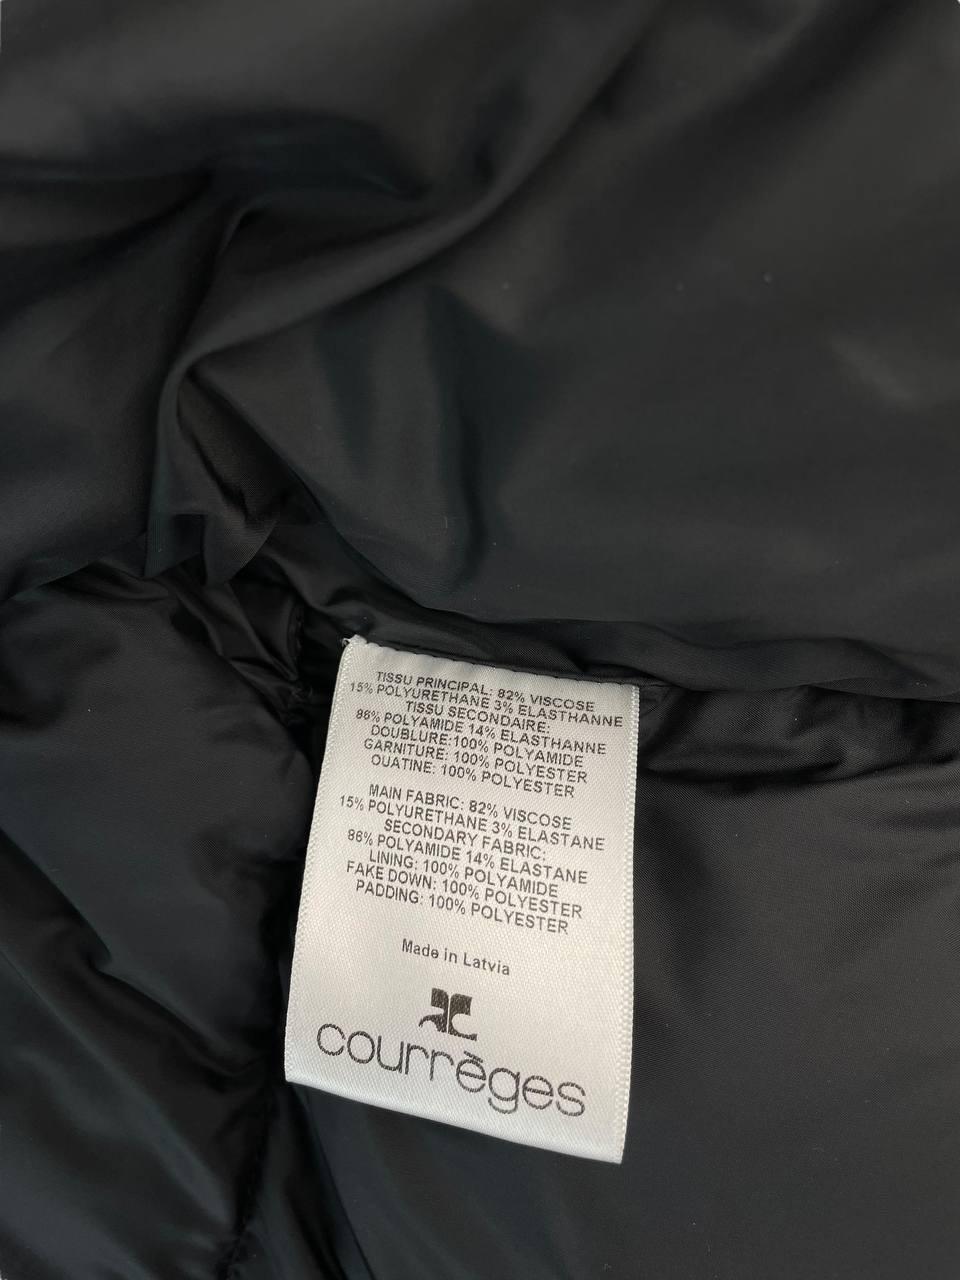 TISSU PRINCIPAL: 82% VISCOSE
15% POLYURETHANE 3% ELASTHANNE
TISSU SECONDAIRE:
86% POLYAMIDE 14% ELASTHANNE
DOUBLURE:100% POLYAMIDE
GARNITURE: 100% POLYESTER
OUATINE: 100% POLYESTER
MAIN FABRIC: 82% VISCOSE
15% POLYURETHANE 3% ELASTANE
SECONDARY FABRIC:
86% POLYAMIDE 14% ELASTANE
LINING: 100% POLYAMIDE
FAKE DOWN: 100% POLYESTER
PADDING: 100% POLYESTER
Made in Latvia
courrèges